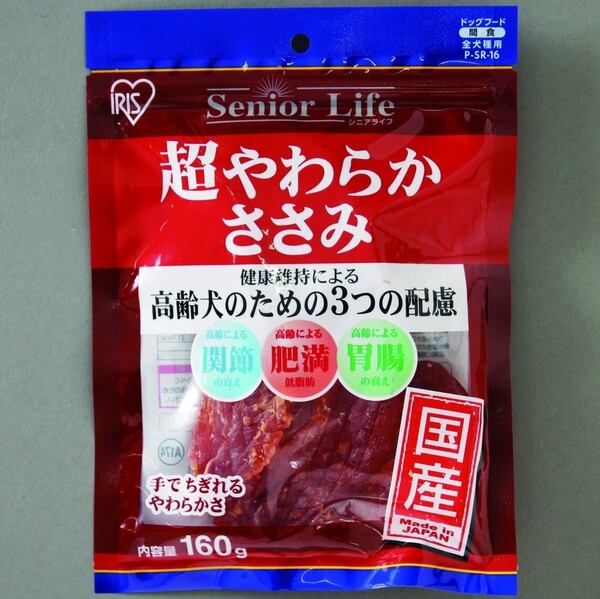 ドッグフード
間食
全犬種用
P-SR-16
IRIS
Senior Life
シニアライフ
超やわらか
ささみ
健康維持による
高齢犬のための3つの配慮
高齢による
関節
の衰え
高齢による
肥満
低脂肪
高齢による
胃腸
の衰え
A174
国産
Made in
JAPAN
手でちぎれる
やわらかさ
内容量 160g